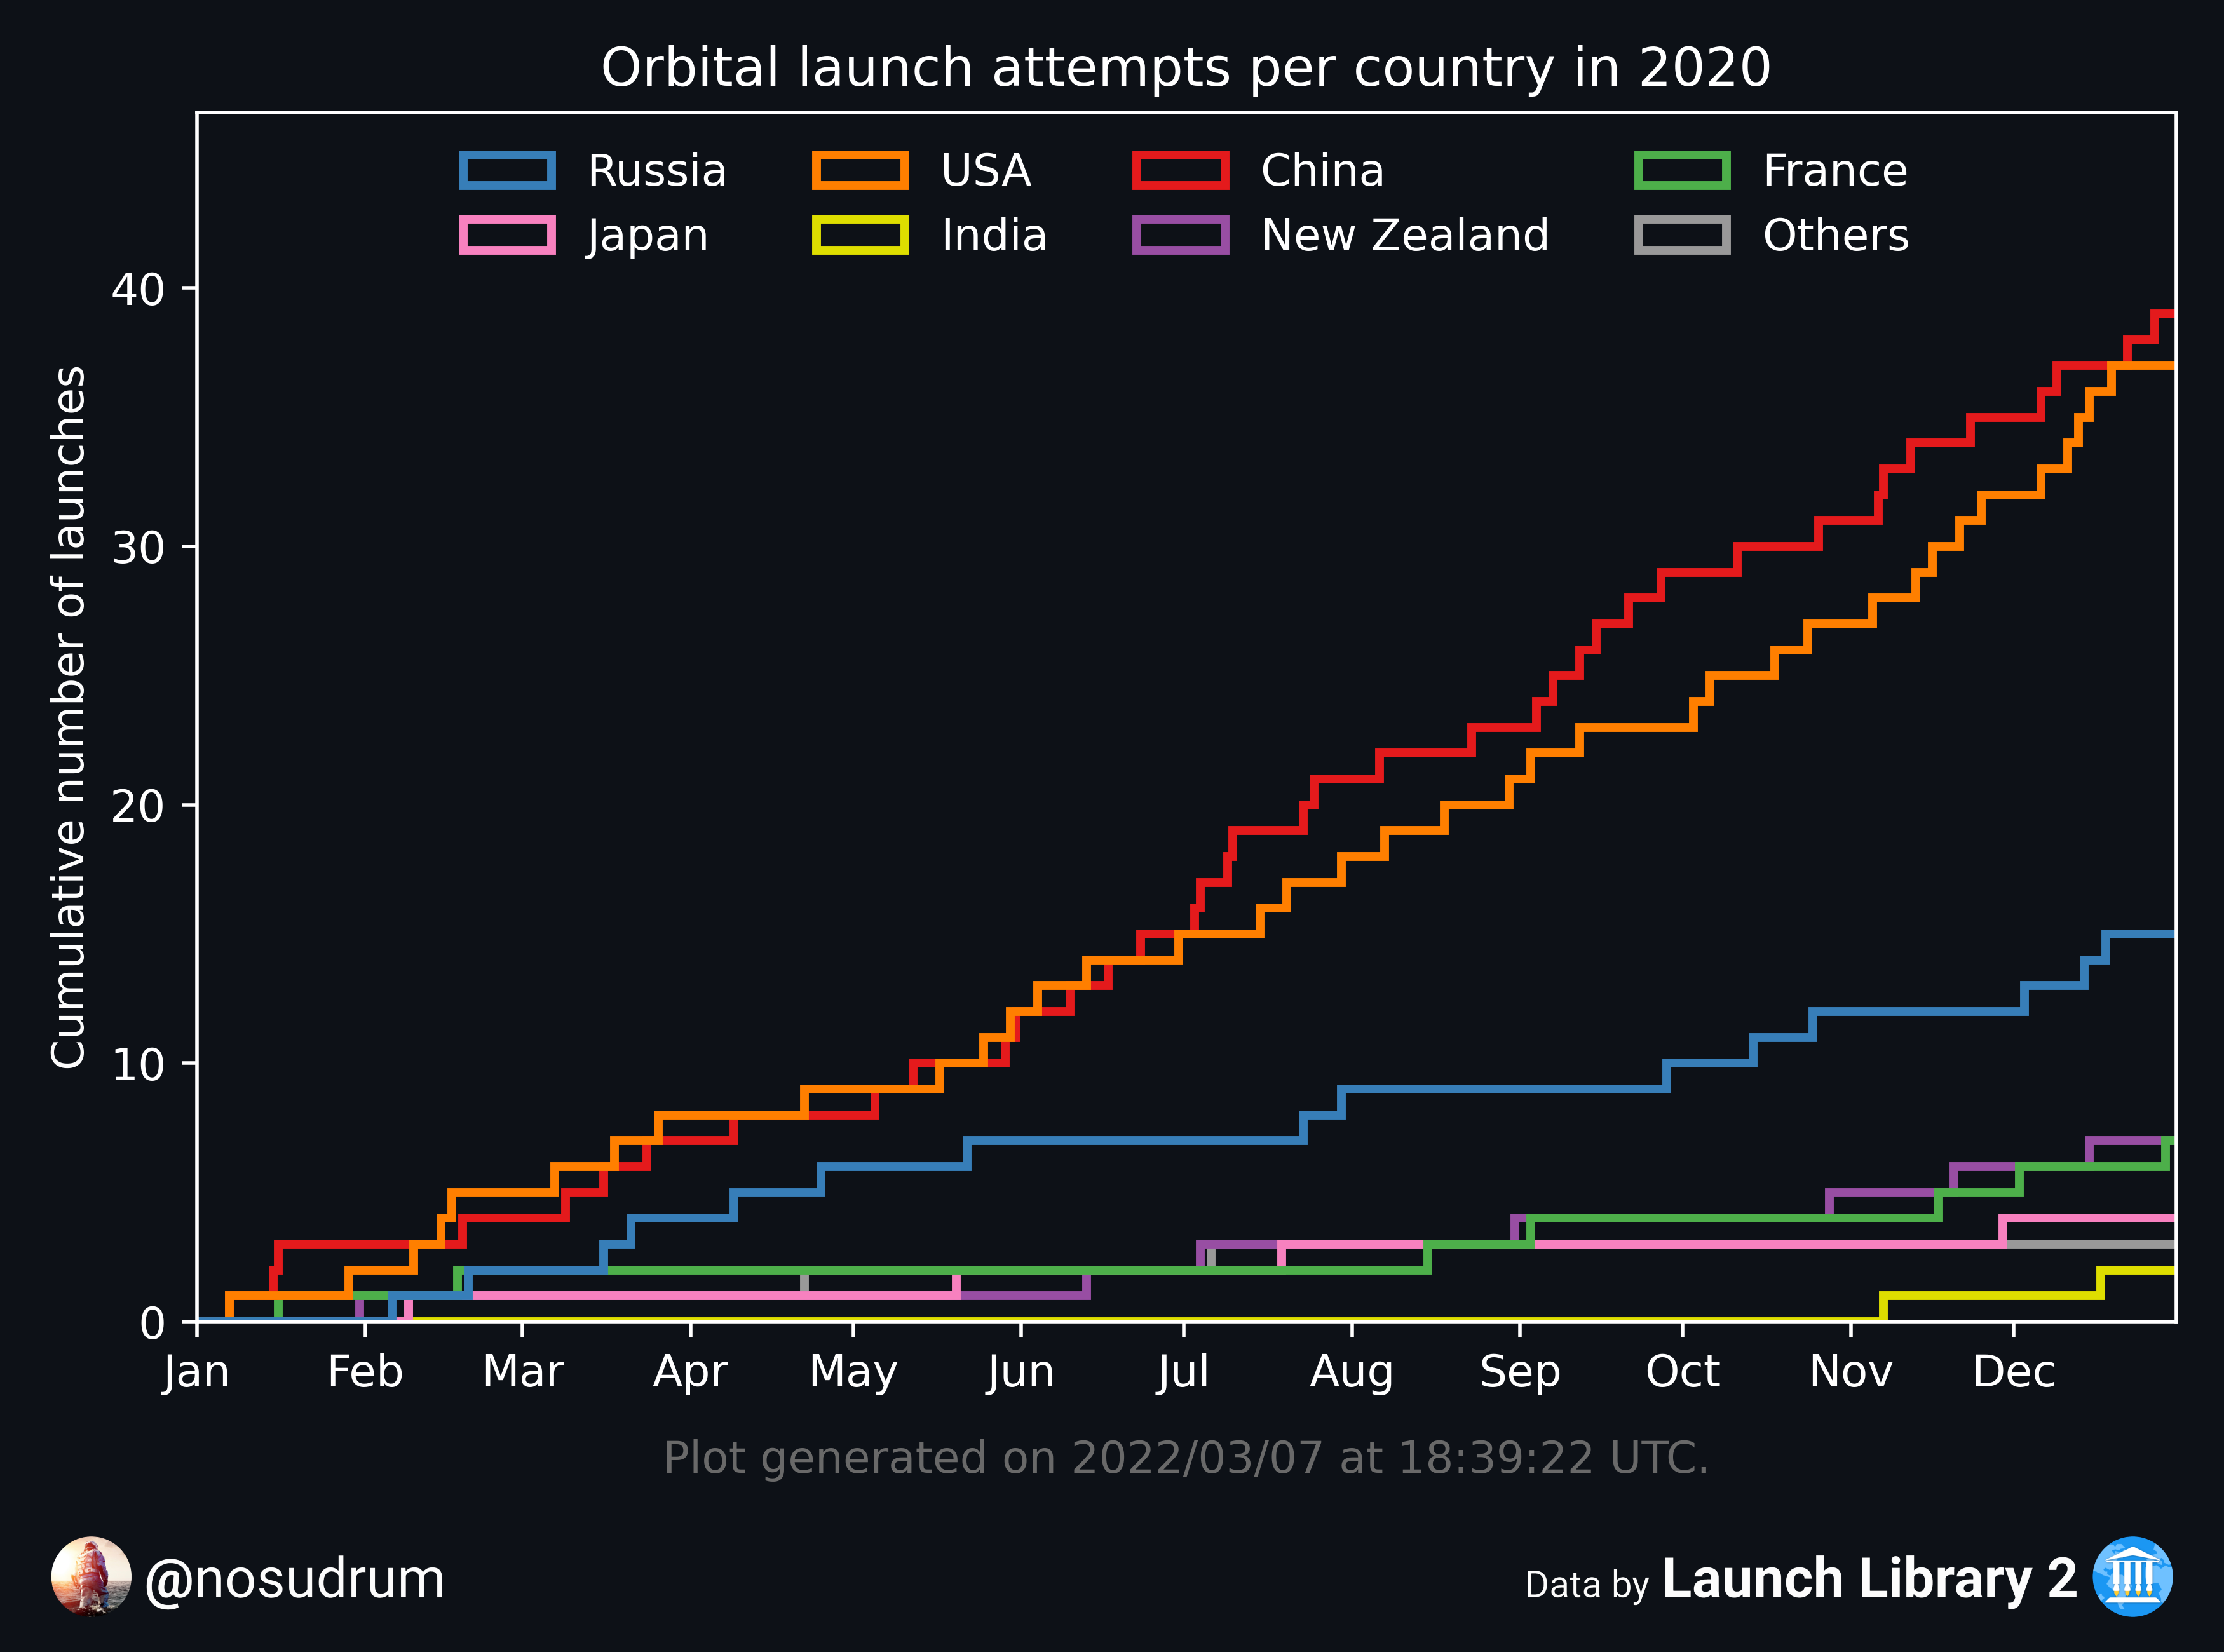 Orbital launch attempts per country in 2020
Russia USA China France
Japan India New Zealand Others
Cumulative number of launches
40
30
20
10
0
Jan Feb Mar Apr May Jun Jul Aug Sep Oct Nov Dec
Plot generated on 2022/03/07 at 18:39:22 UTC.
@nosudrum
Data by Launch Library 2